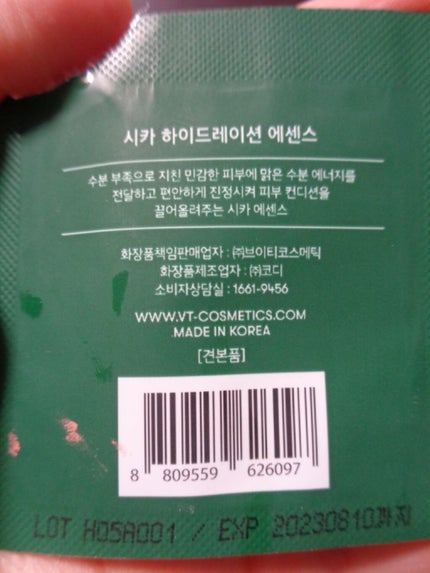 시카 하이드레이션 에센스
수분 부족으로 지친 민감한 피부에 맑은 수분 에너지를
전달하고 편안하게 진정시켜 피부 컨디션을
끌어올려주는 시카 에센스
화장품책임판매업자 : ㈜브이티코스메틱
화장품제조업자 : ㈜코디
소비자상담실 : 1661-9456
WWW.VT-COSMETICS.COM
MADE IN KOREA
[견본품]
8 809559 626097
LOT H05A001 / EXP 20230810까지